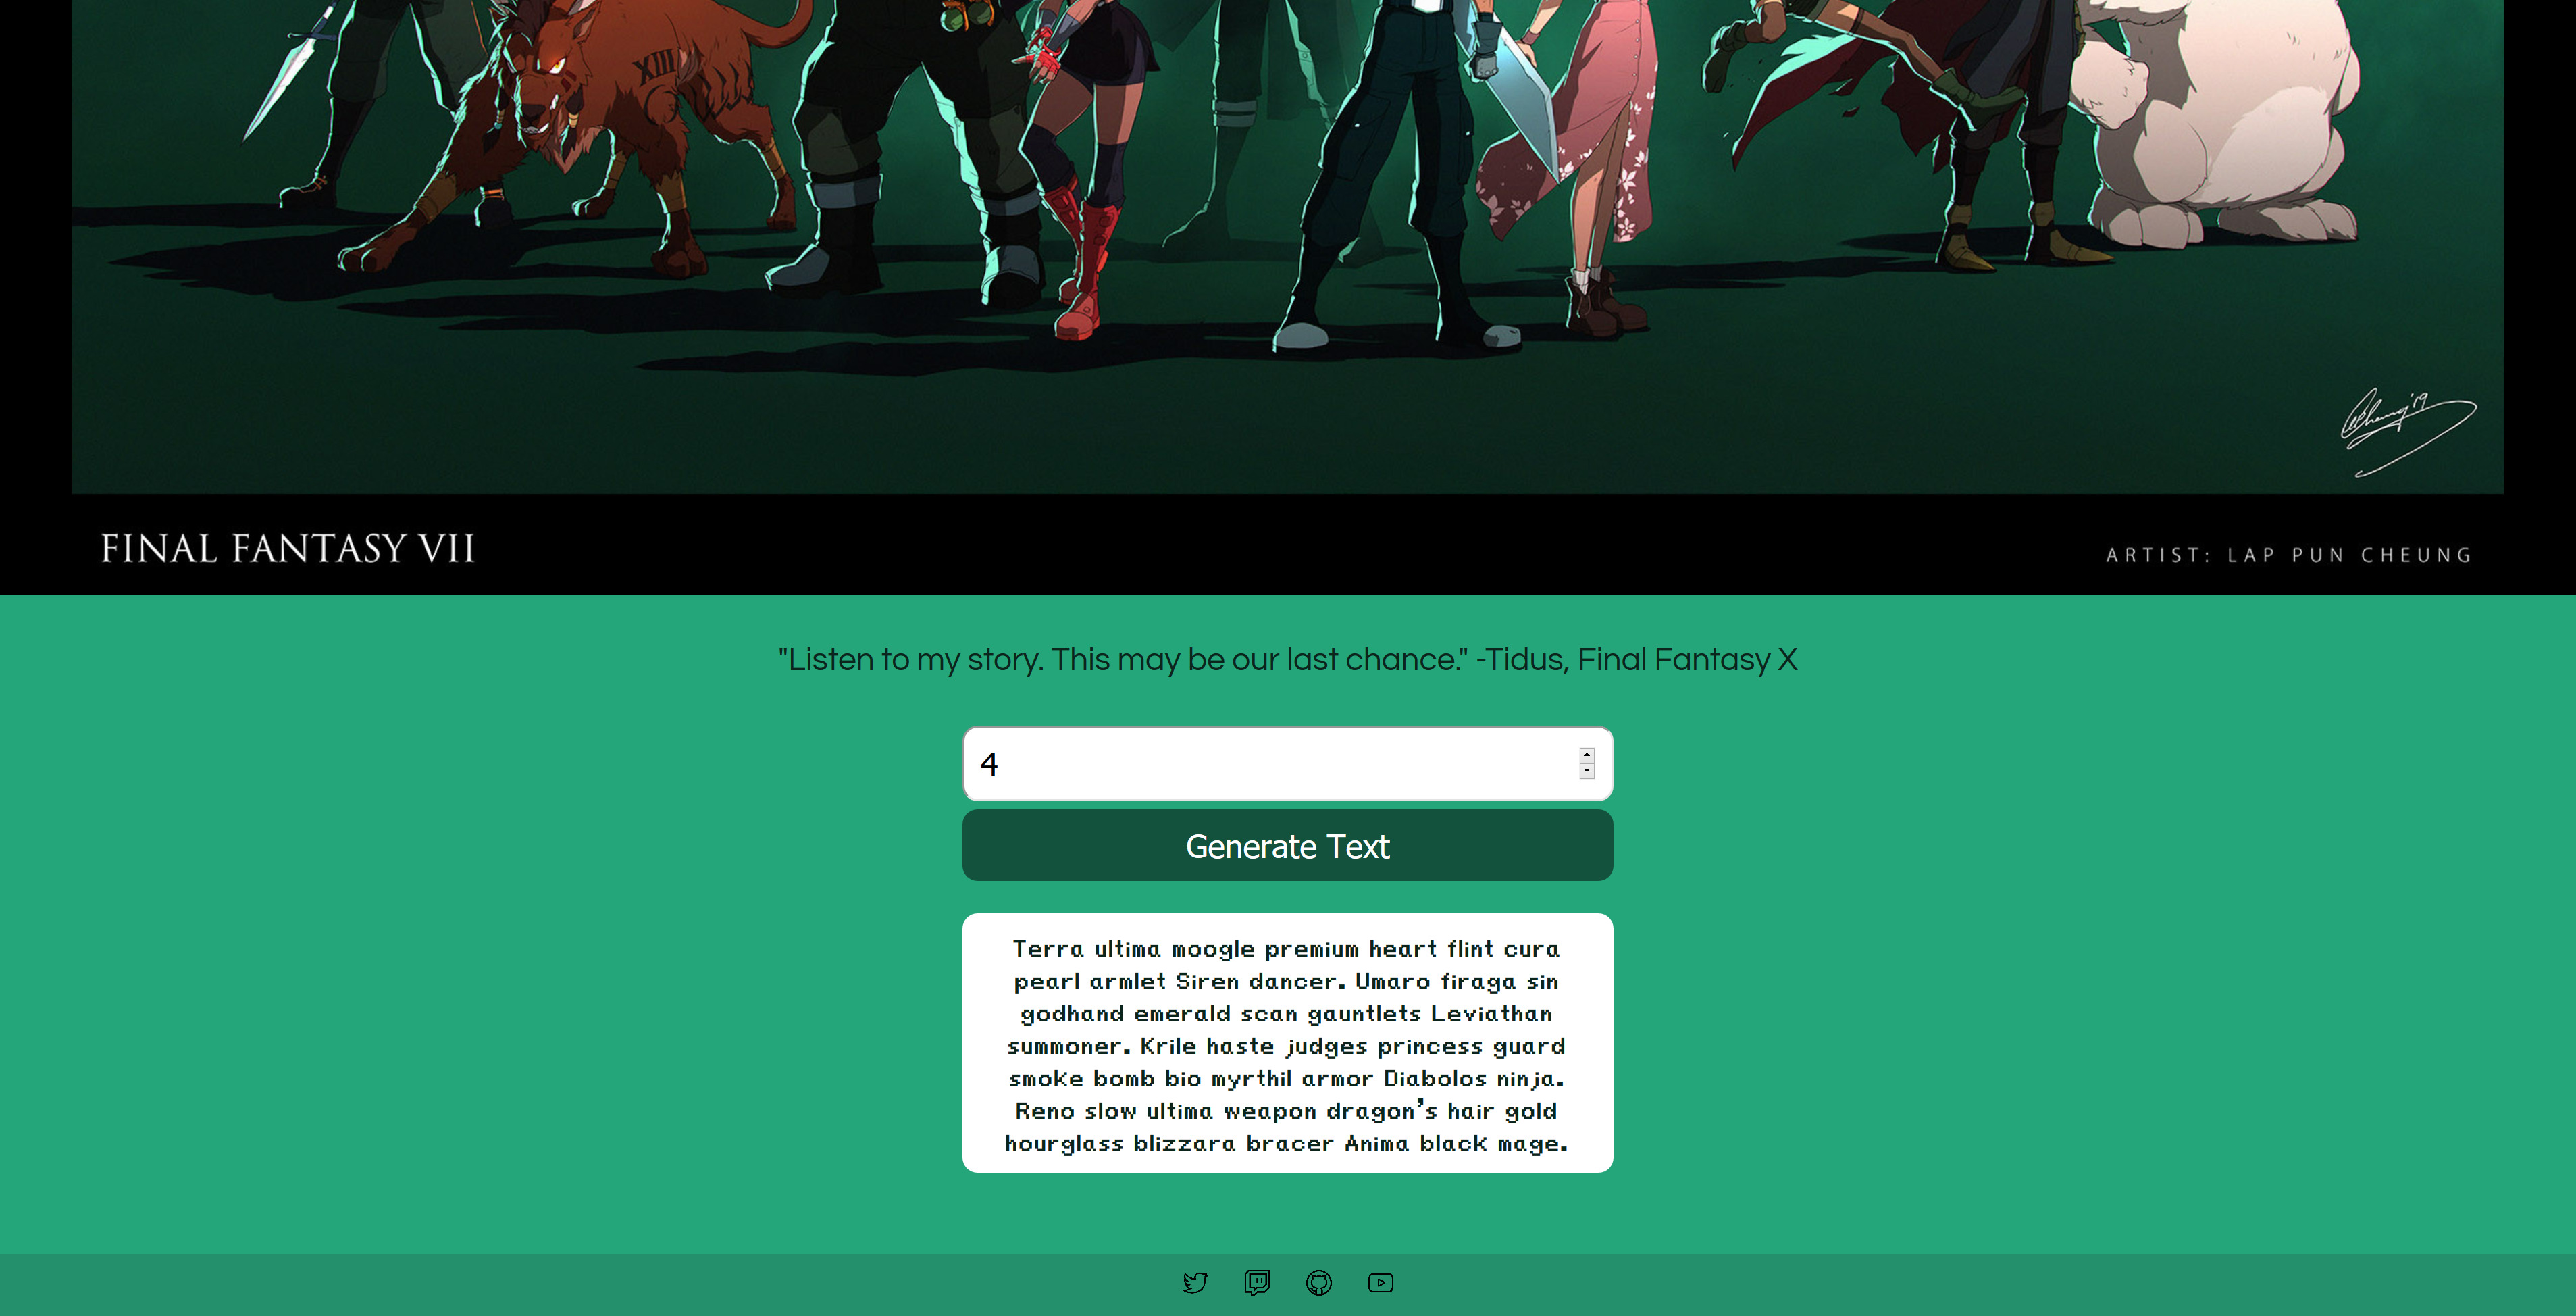 XIII
FINAL FANTASY VII
ARTIST: LAP PUN CHEUNG
"Listen to my story. This may be our last chance." -Tidus, Final Fantasy X
4
Generate Text
Terra ultima moogle premium heart flint cura
pearl armlet Siren dancer. Umaro firaga sin
godhand emerald scan gauntlets Leviathan
summoner. Krile haste judges princess guard
smoke bomb bio myrthil armor Diabolos ninja.
Reno slow ultima weapon dragon’s hair gold
hourglass blizzara bracer Anima black mage.